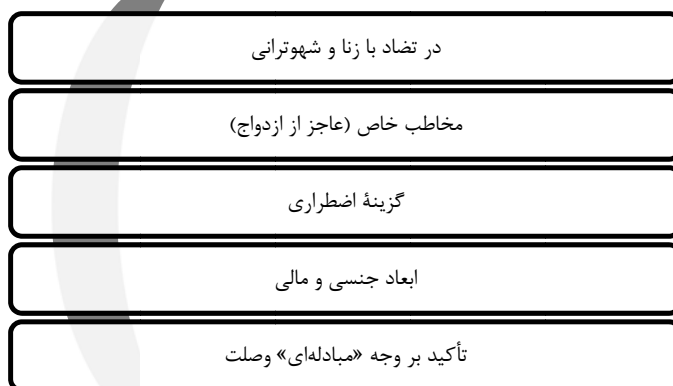 در تضاد با زنا و شهوترانی
مخاطب خاص (عاجز از ازدواج)
گزینۀ اضطراری
ابعاد جنسی و مالی
تأکید بر وجه «مبادله‌ای» وصلت